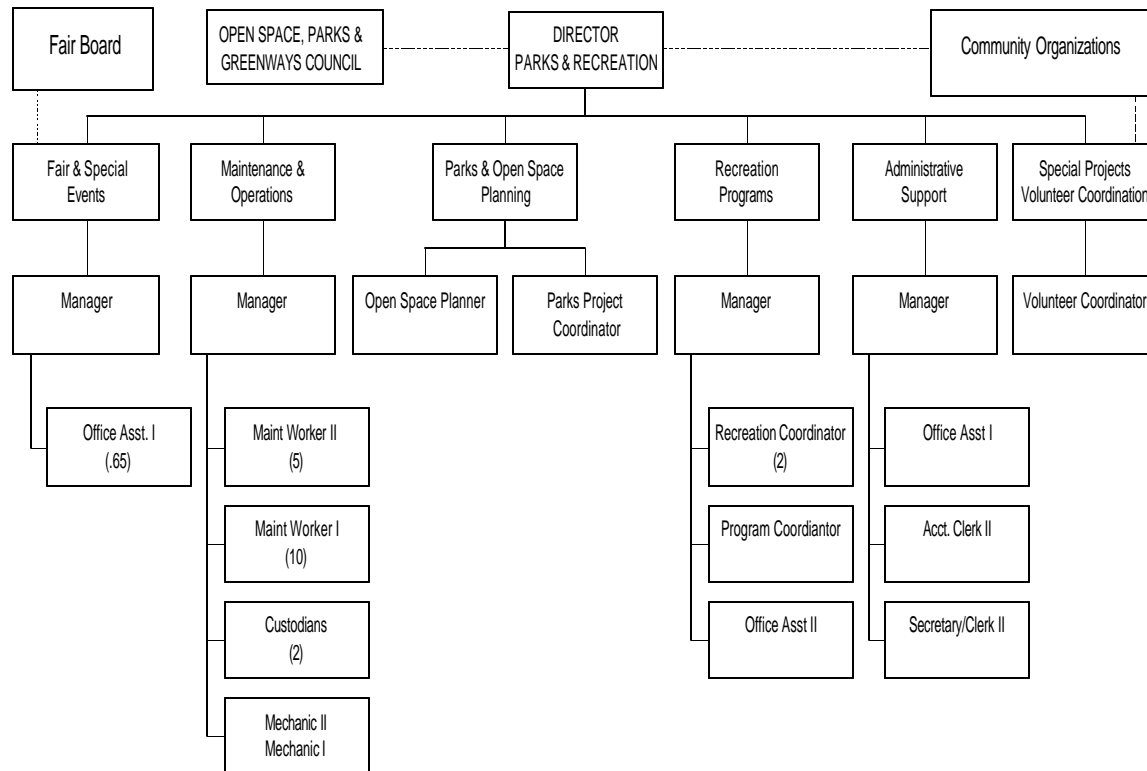 Fair Board
OPEN SPACE, PARKS &
GREENWAYS COUNCIL
DIRECTOR
PARKS & RECREATION
Community Organizations
Fair & Special
Events
Maintenance &
Operations
Parks & Open Space
Planning
Recreation
Programs
Administrative
Support
Special Projects
Volunteer Coordination
Manager
Manager
Open Space Planner
Parks Project
Coordinator
Manager
Manager
Volunteer Coordinator
Office Asst. I
(.65)
Maint Worker II
(5)
Recreation Coordinator
(2)
Office Asst I
Maint Worker I
(10)
Program Coordiantor
Acct. Clerk II
Custodians
(2)
Office Asst II
Secretary/Clerk II
Mechanic II
Mechanic I